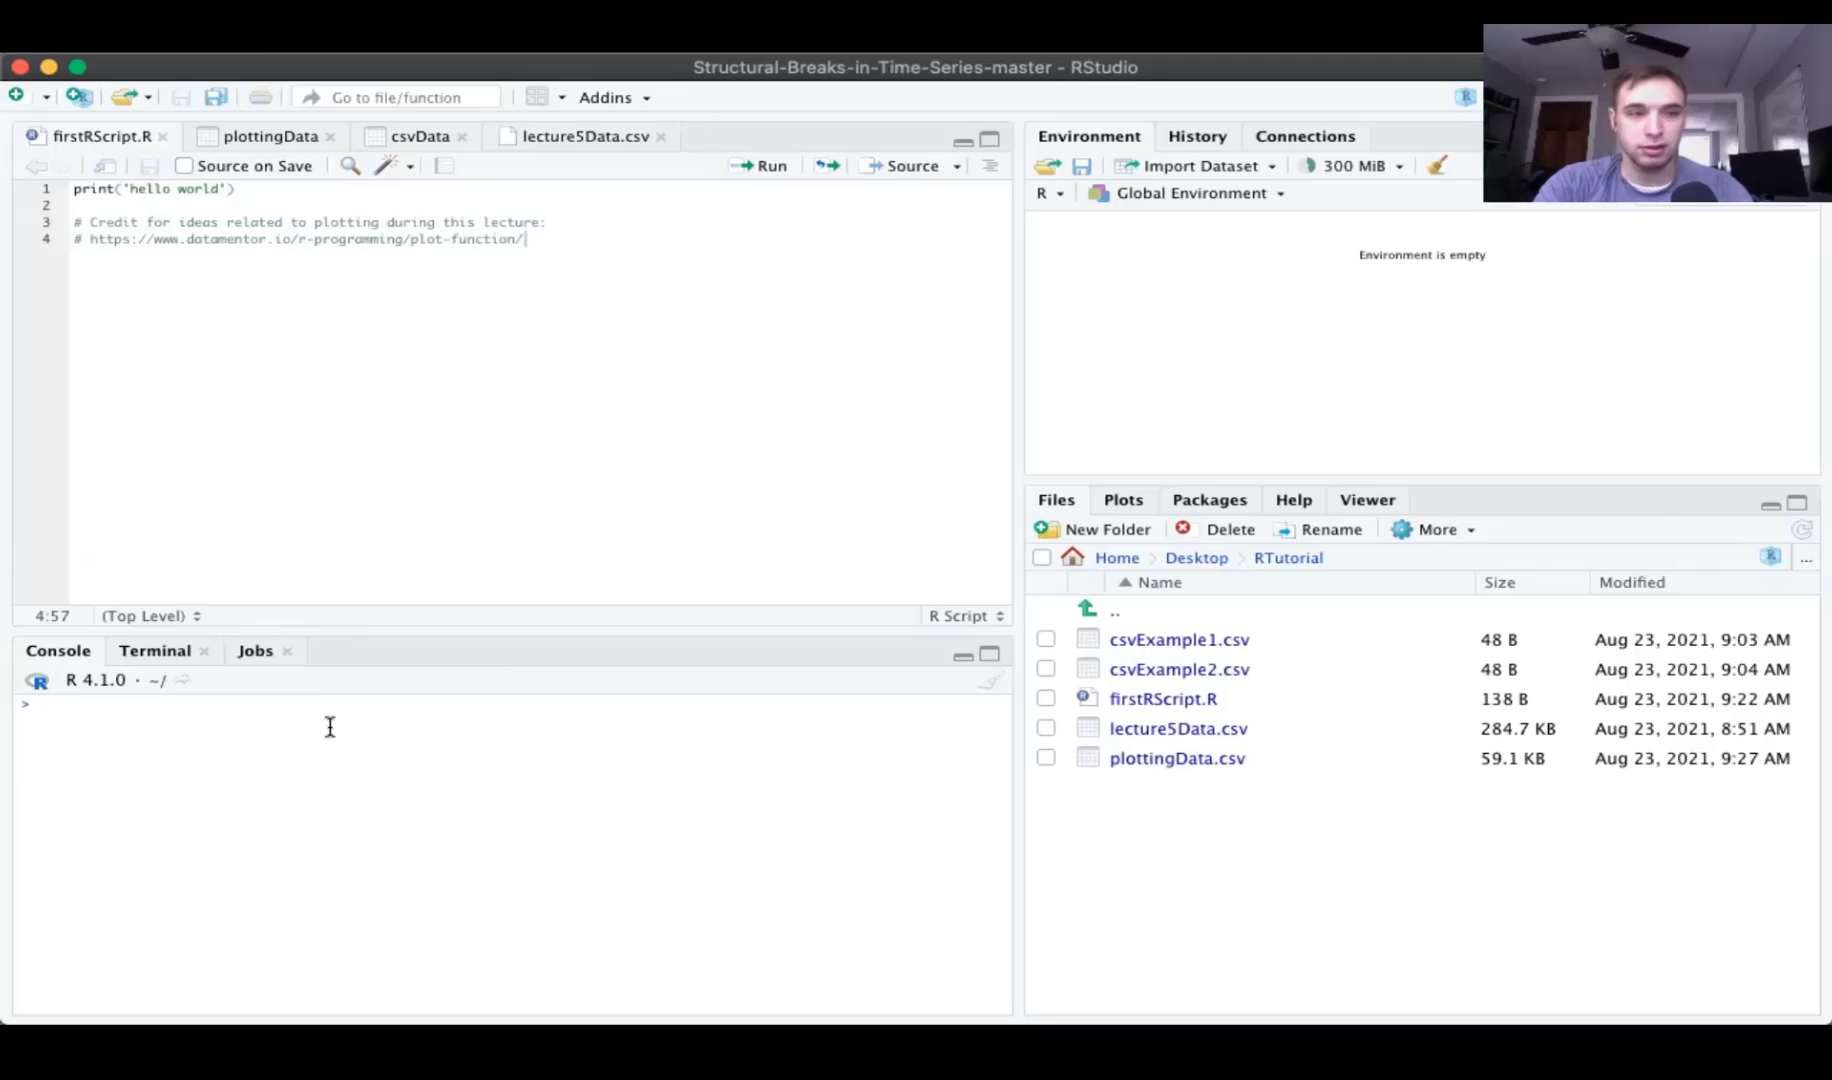 Structural-Breaks-in-Time-Series-master - RStudio
Go to file/function
Addins
firstRScript.R
plottingData
csvData
lecture5Data.csv
Source on Save
Run
Source
1 print('hello world')
2
3 # Credit for ideas related to plotting during this lecture:
4 # https://www.datamentor.io/r-programming/plot-function/
4:57
(Top Level)
R Script
Console
Terminal
Jobs
R 4.1.0 · ~/
>
Environment
History
Connections
Import Dataset
300 MiB
R
Global Environment
Environment is empty
Files
Plots
Packages
Help
Viewer
New Folder
Delete
Rename
More
Home
Desktop
RTutorial
...
Name
Size
Modified
..
csvExample1.csv 48 B Aug 23, 2021, 9:03 AM
csvExample2.csv 48 B Aug 23, 2021, 9:04 AM
firstRScript.R 138 B Aug 23, 2021, 9:22 AM
lecture5Data.csv 284.7 KB Aug 23, 2021, 8:51 AM
plottingData.csv 59.1 KB Aug 23, 2021, 9:27 AM